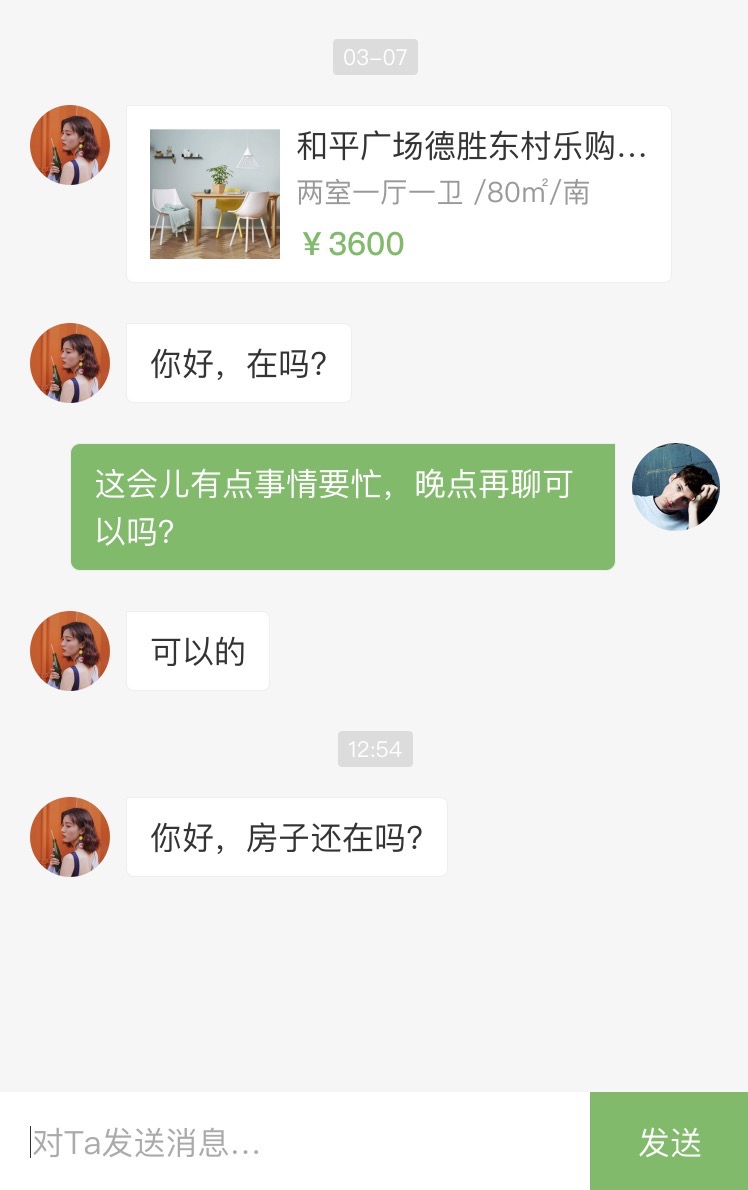 03-07
和平广场德胜东村乐购...
两室一厅一卫 /80㎡/南
￥3600
你好，在吗?
这会儿有点事情要忙，晚点再聊可
以吗?
可以的
12:54
你好，房子还在吗?
对Ta发送消息...
发送